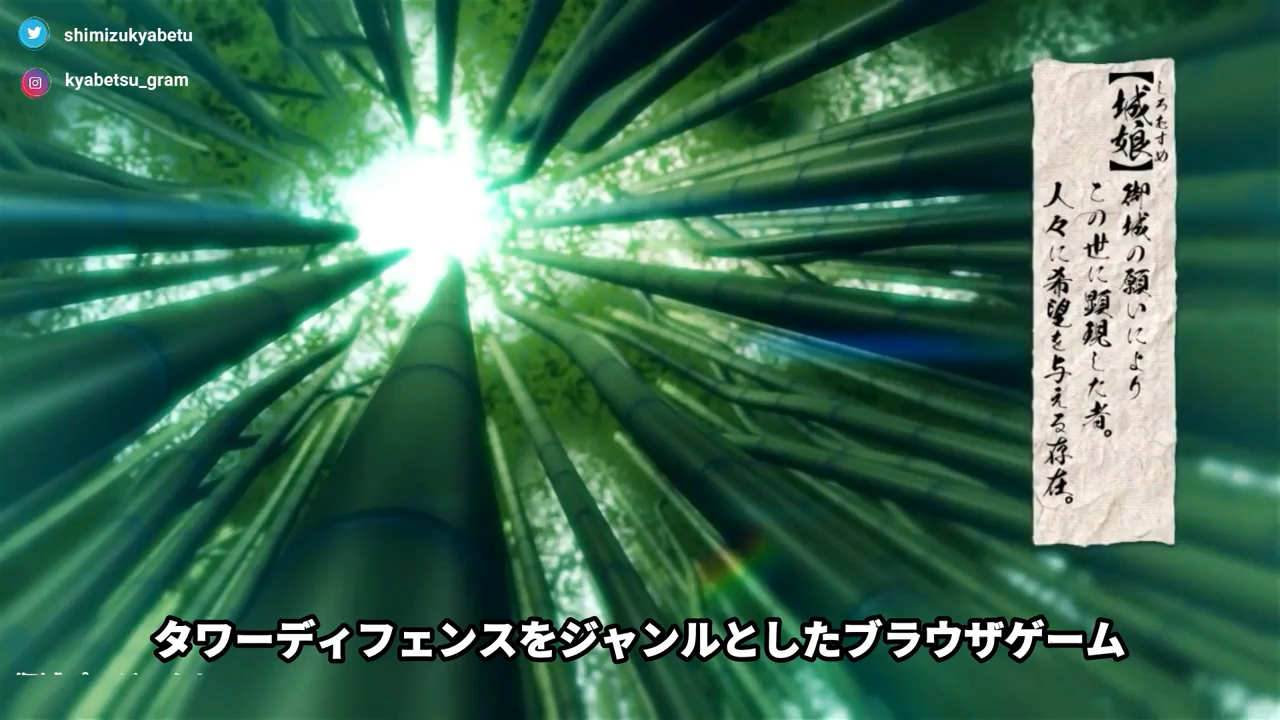 shimizukyabetu
kyabetsu_gram
しろむすめ
【城娘】
御城の願いにより
この世に顕現した者。
人々に希望を与える存在。
タワーディフェンスをジャンルとしたブラウザゲーム